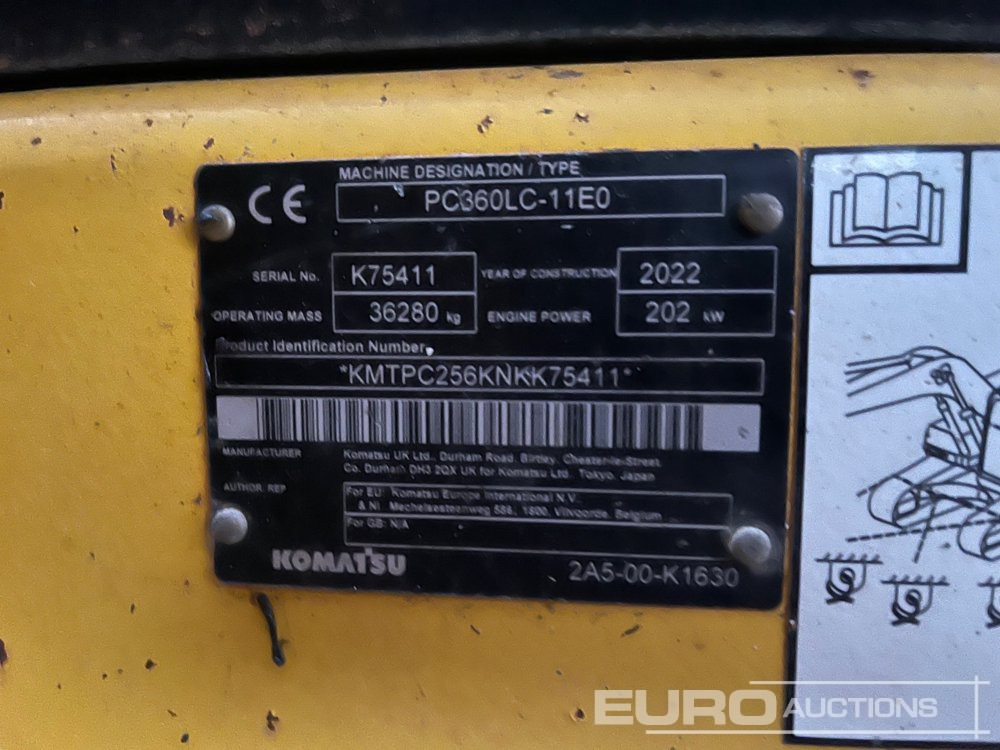 CE
MACHINE DESIGNATION / TYPE
PC360LC-11E0
SERIAL No. K75411 YEAR OF CONSTRUCTION 2022
OPERATING MASS 36280 kg ENGINE POWER 202 kW
Product Identification Number
*KMTPC256KNKK75411*
MANUFACTURER Komatsu UK Ltd., Durham Road, Birtley, Chester-le-Street
Co. Durham DH3 2QX UK for Komatsu Ltd., Tokyo, Japan
AUTHOR. REP For EU: Komatsu Europe International N.V.,
& NI. Mechelsesteenweg 586, 1800, Vilvoorde, Belgium
For GB: N/A
KOMATSU 2A5-00-K1630
EURO AUCTIONS